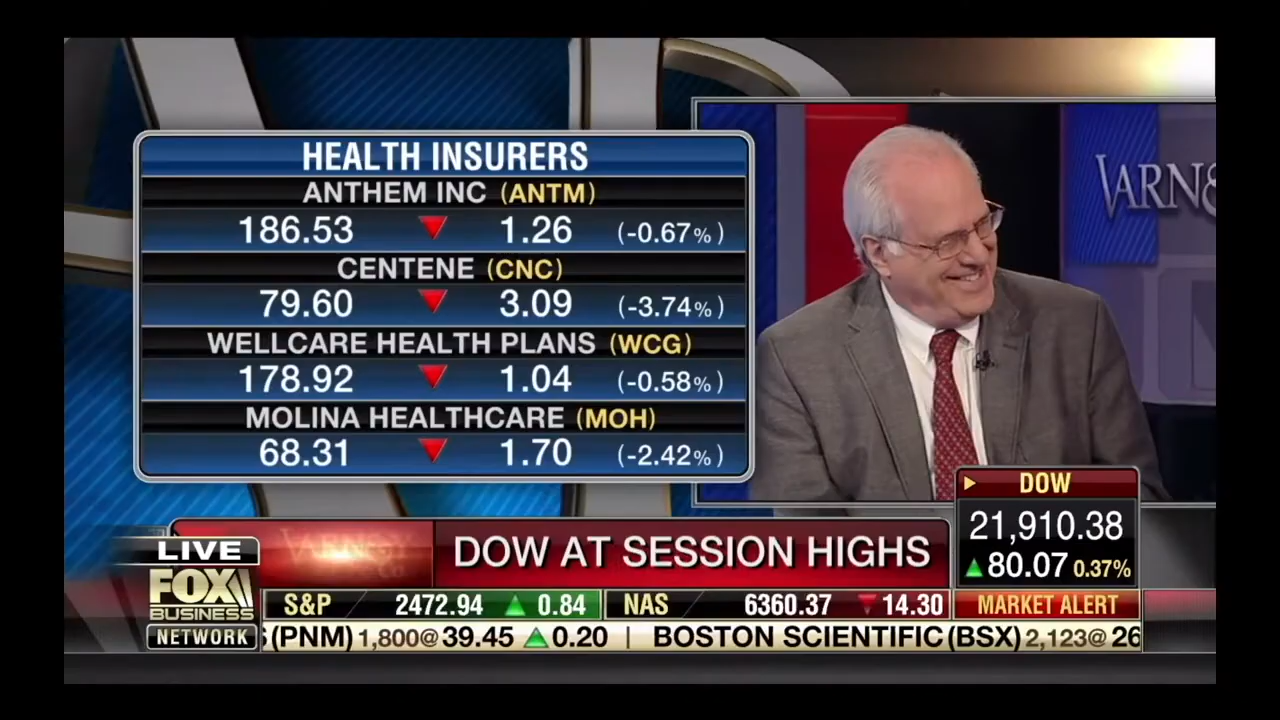 HEALTH INSURERS
ANTHEM INC (ANTM)
186.53 ▼ 1.26 (-0.67%)
CENTENE (CNC)
79.60 ▼ 3.09 (-3.74%)
WELLCARE HEALTH PLANS (WCG)
178.92 ▼ 1.04 (-0.58%)
MOLINA HEALTHCARE (MOH)
68.31 ▼ 1.70 (-2.42%)
DOW
21,910.38
▲ 80.07 0.37%
MARKET ALERT
LIVE
FOX
BUSINESS
NETWORK
DOW AT SESSION HIGHS
S&P 2472.94 ▲ 0.84 NAS 6360.37 ▼ 14.30
(PNM) 1,800@39.45 ▲0.20 | BOSTON SCIENTIFIC (BSX) 2,123@26